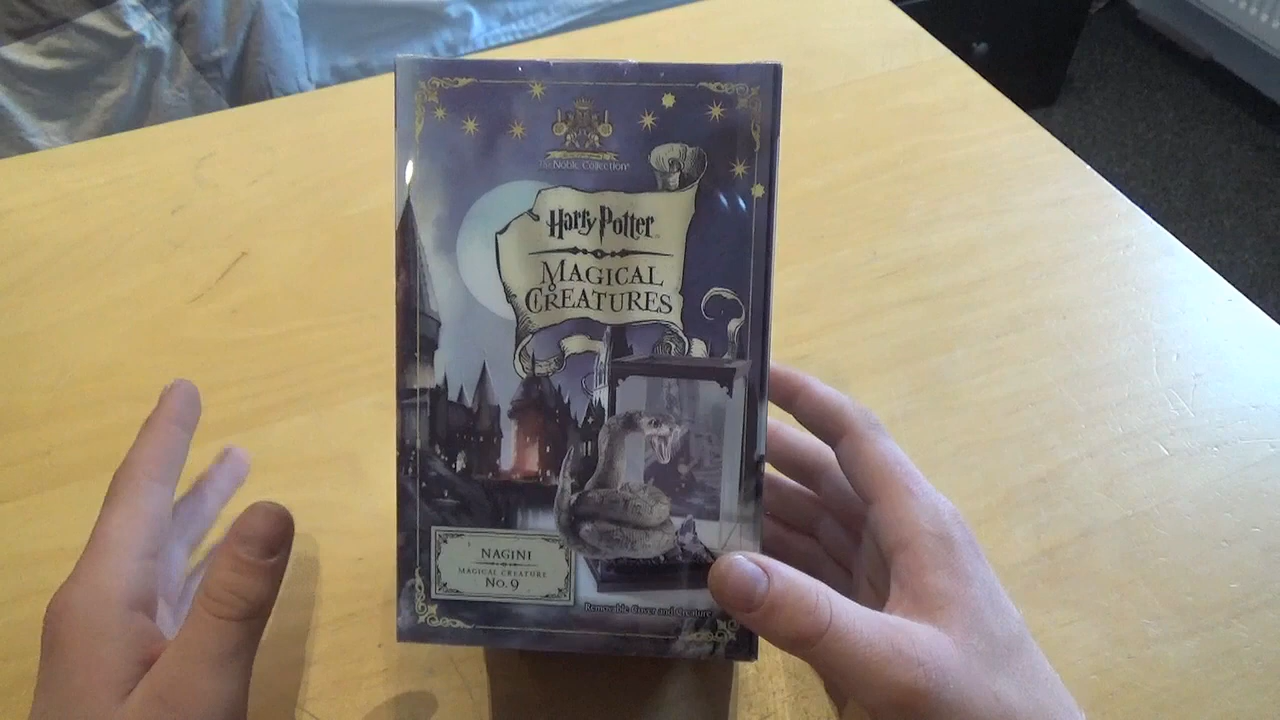 The Noble Collection
Harry Potter
MAGICAL
CREATURES
NAGINI
MAGICAL CREATURE
No. 9
Removable Cover and Creature